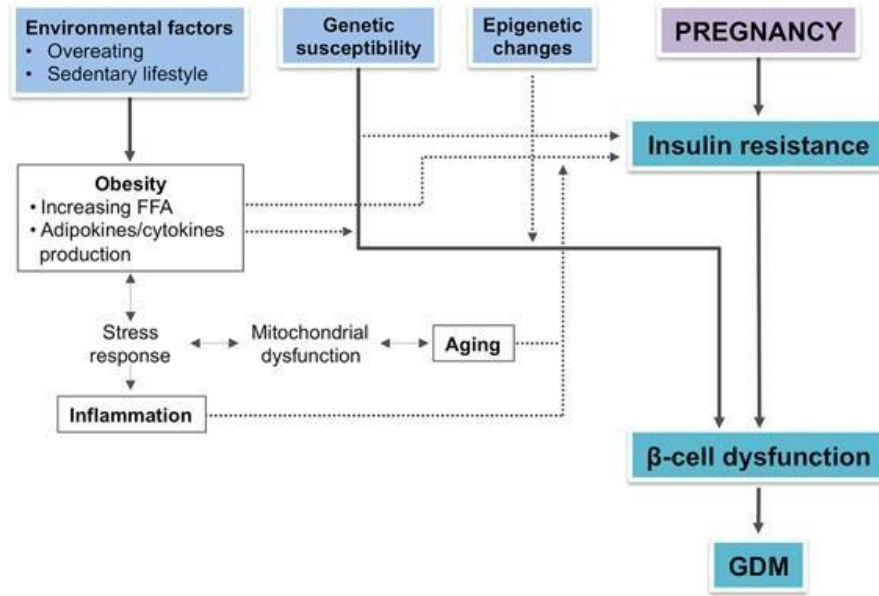 Environmental factors
• Overeating
• Sedentary lifestyle
Genetic
susceptibility
Epigenetic
changes
PREGNANCY
Insulin resistance
Obesity
• Increasing FFA
• Adipokines/cytokines
production
Stress
response
Mitochondrial
dysfunction
Aging
Inflammation
β-cell dysfunction
GDM